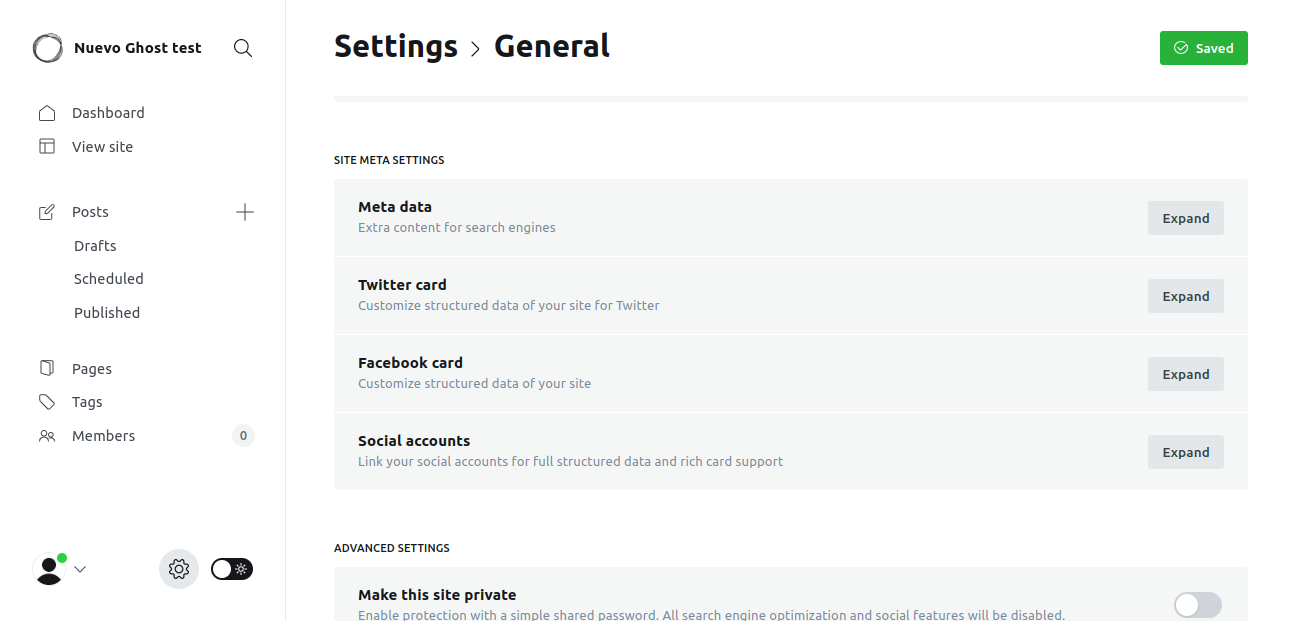 Nuevo Ghost test
Dashboard
View site
Posts
Drafts
Scheduled
Published
Pages
Tags
Members 0
Settings > General
Saved
SITE META SETTINGS
Meta data
Extra content for search engines
Expand
Twitter card
Customize structured data of your site for Twitter
Expand
Facebook card
Customize structured data of your site
Expand
Social accounts
Link your social accounts for full structured data and rich card support
Expand
ADVANCED SETTINGS
Make this site private
Enable protection with a simple shared password. All search engine optimization and social features will be disabled.